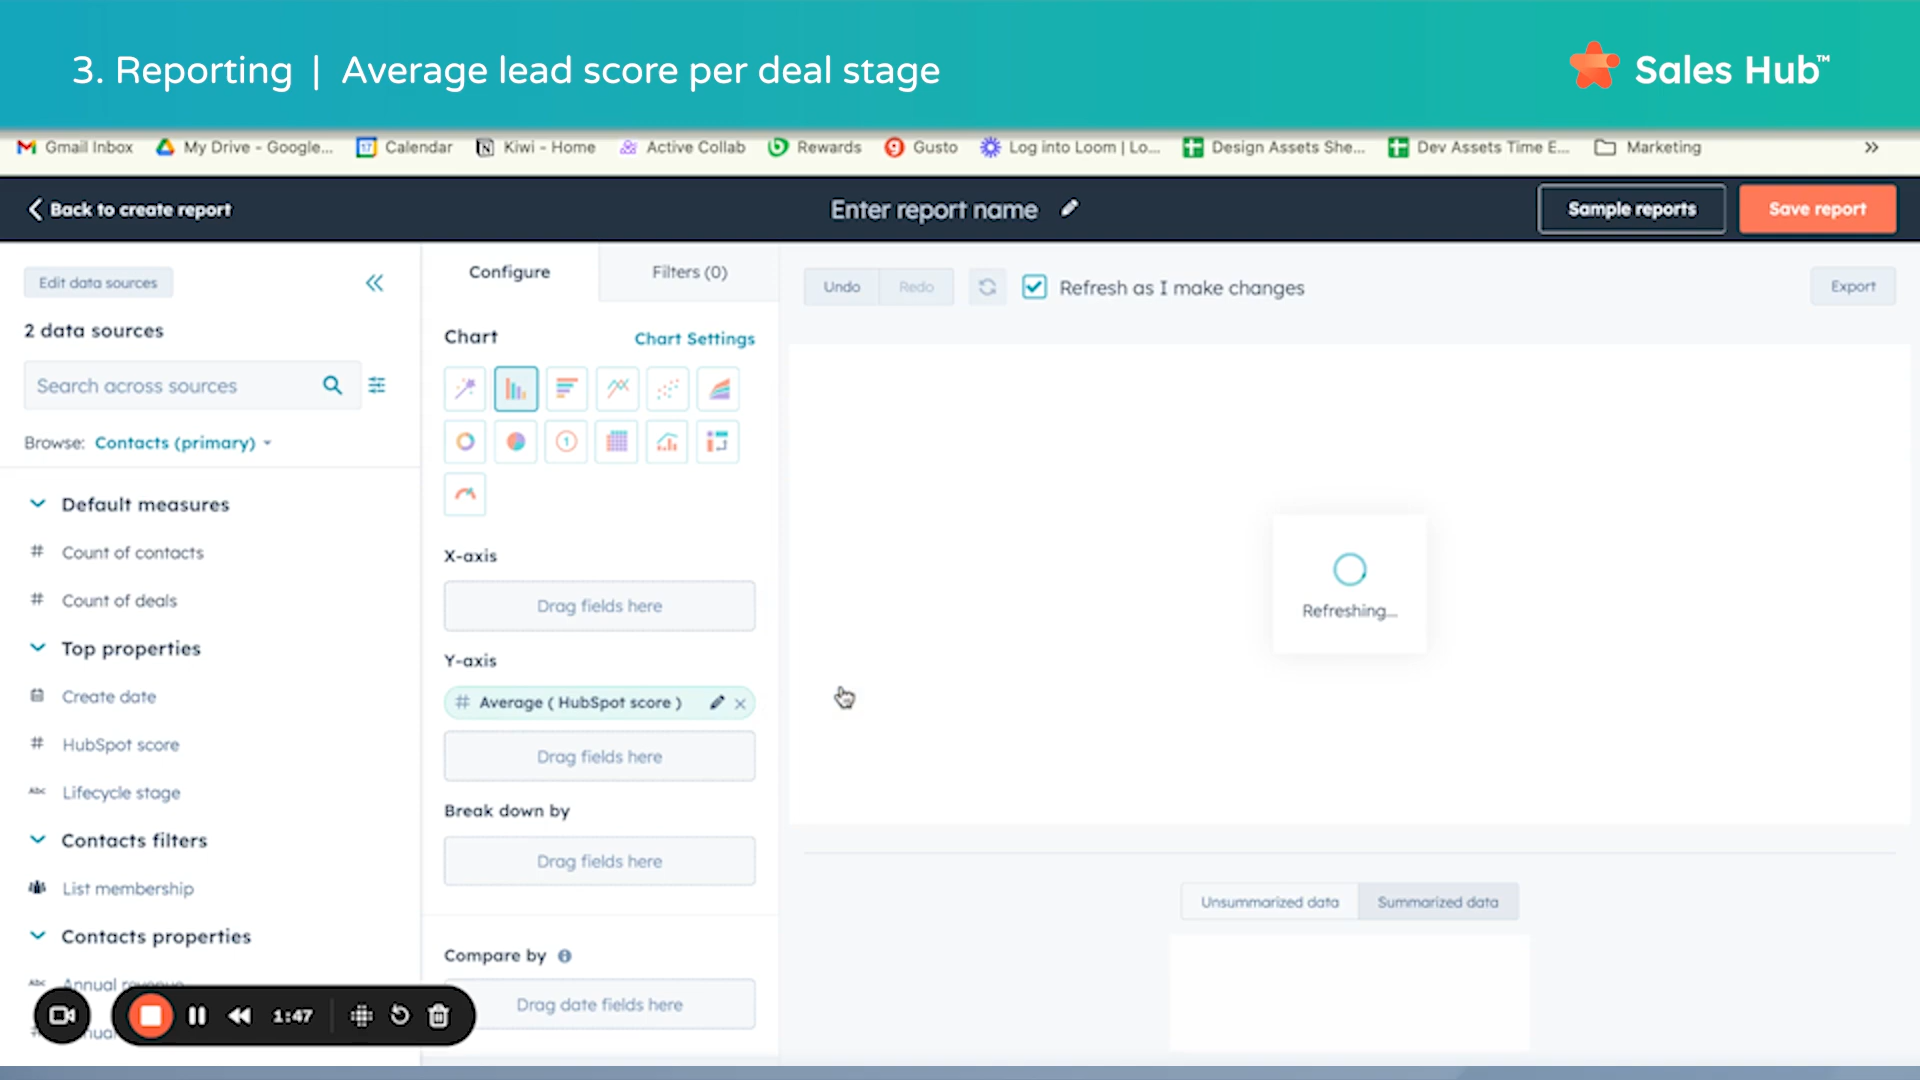 3. Reporting | Average lead score per deal stage
Sales Hub™
Gmail Inbox
My Drive - Google...
Calendar
Kiwi - Home
Active Collab
Rewards
Gusto
Log into Loom | Lo...
Design Assets She...
Dev Assets Time E...
Marketing
»
Back to create report
Enter report name
Sample reports
Save report
Edit data sources
Configure
Filters (0)
Undo
Redo
Refresh as I make changes
Export
2 data sources
Search across sources
Browse: Contacts (primary)
Default measures
# Count of contacts
# Count of deals
Top properties
Create date
# HubSpot score
Abc Lifecycle stage
Contacts filters
List membership
Contacts properties
Abc Annual revenue
1:47
Chart
Chart Settings
1
X-axis
Drag fields here
Y-axis
# Average ( HubSpot score )
Drag fields here
Break down by
Drag fields here
Compare by
Drag date fields here
Refreshing...
Unsummarized data
Summarized data